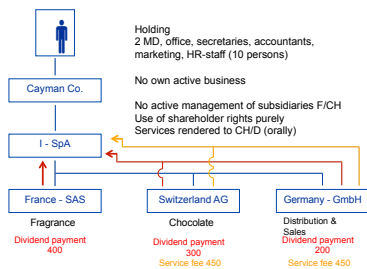 Holding
2 MD, office, secretaries, accountants,
marketing, HR-staff (10 persons)
Cayman Co.
No own active business
No active management of subsidiaries F/CH
Use of shareholder rights purely
Services rendered to CH/D (orally)
I - SpA
France - SAS
Switzerland AG
Germany - GmbH
Fragrance
Chocolate
Distribution &
Sales
Dividend payment
400
Dividend payment
300
Service fee 450
Dividend payment
200
Service fee 450